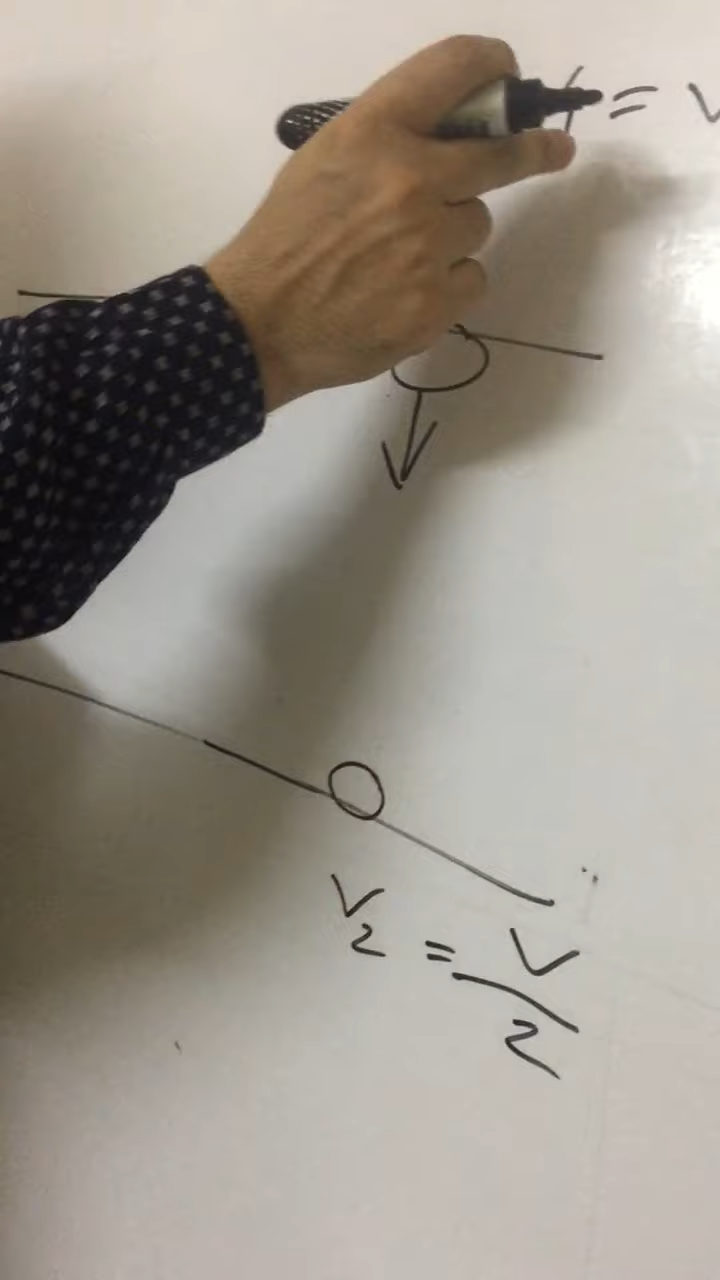 = V
V₂ = V/2